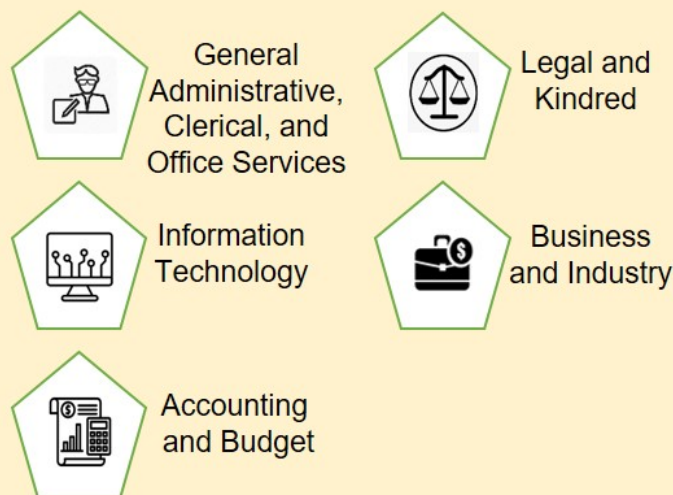 General
Administrative,
Clerical, and
Office Services
Legal and
Kindred
Information
Technology
Business
and Industry
Accounting
and Budget